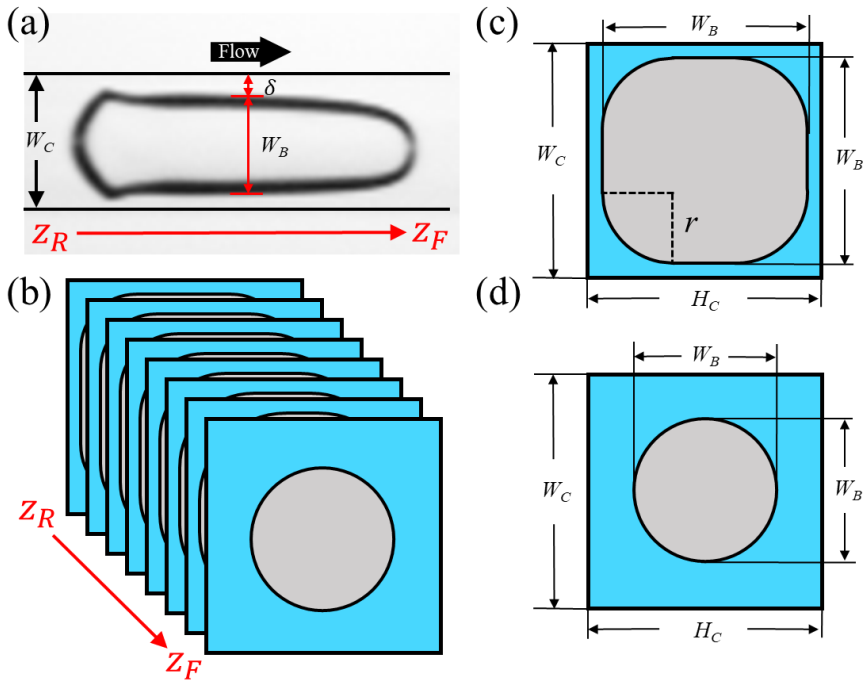 (a)
Flow
δ
W_C
W_B
z_R
z_F
(b)
z_R
z_F
(c)
W_B
W_C
W_B
r
H_C
(d)
W_B
W_C
W_B
H_C